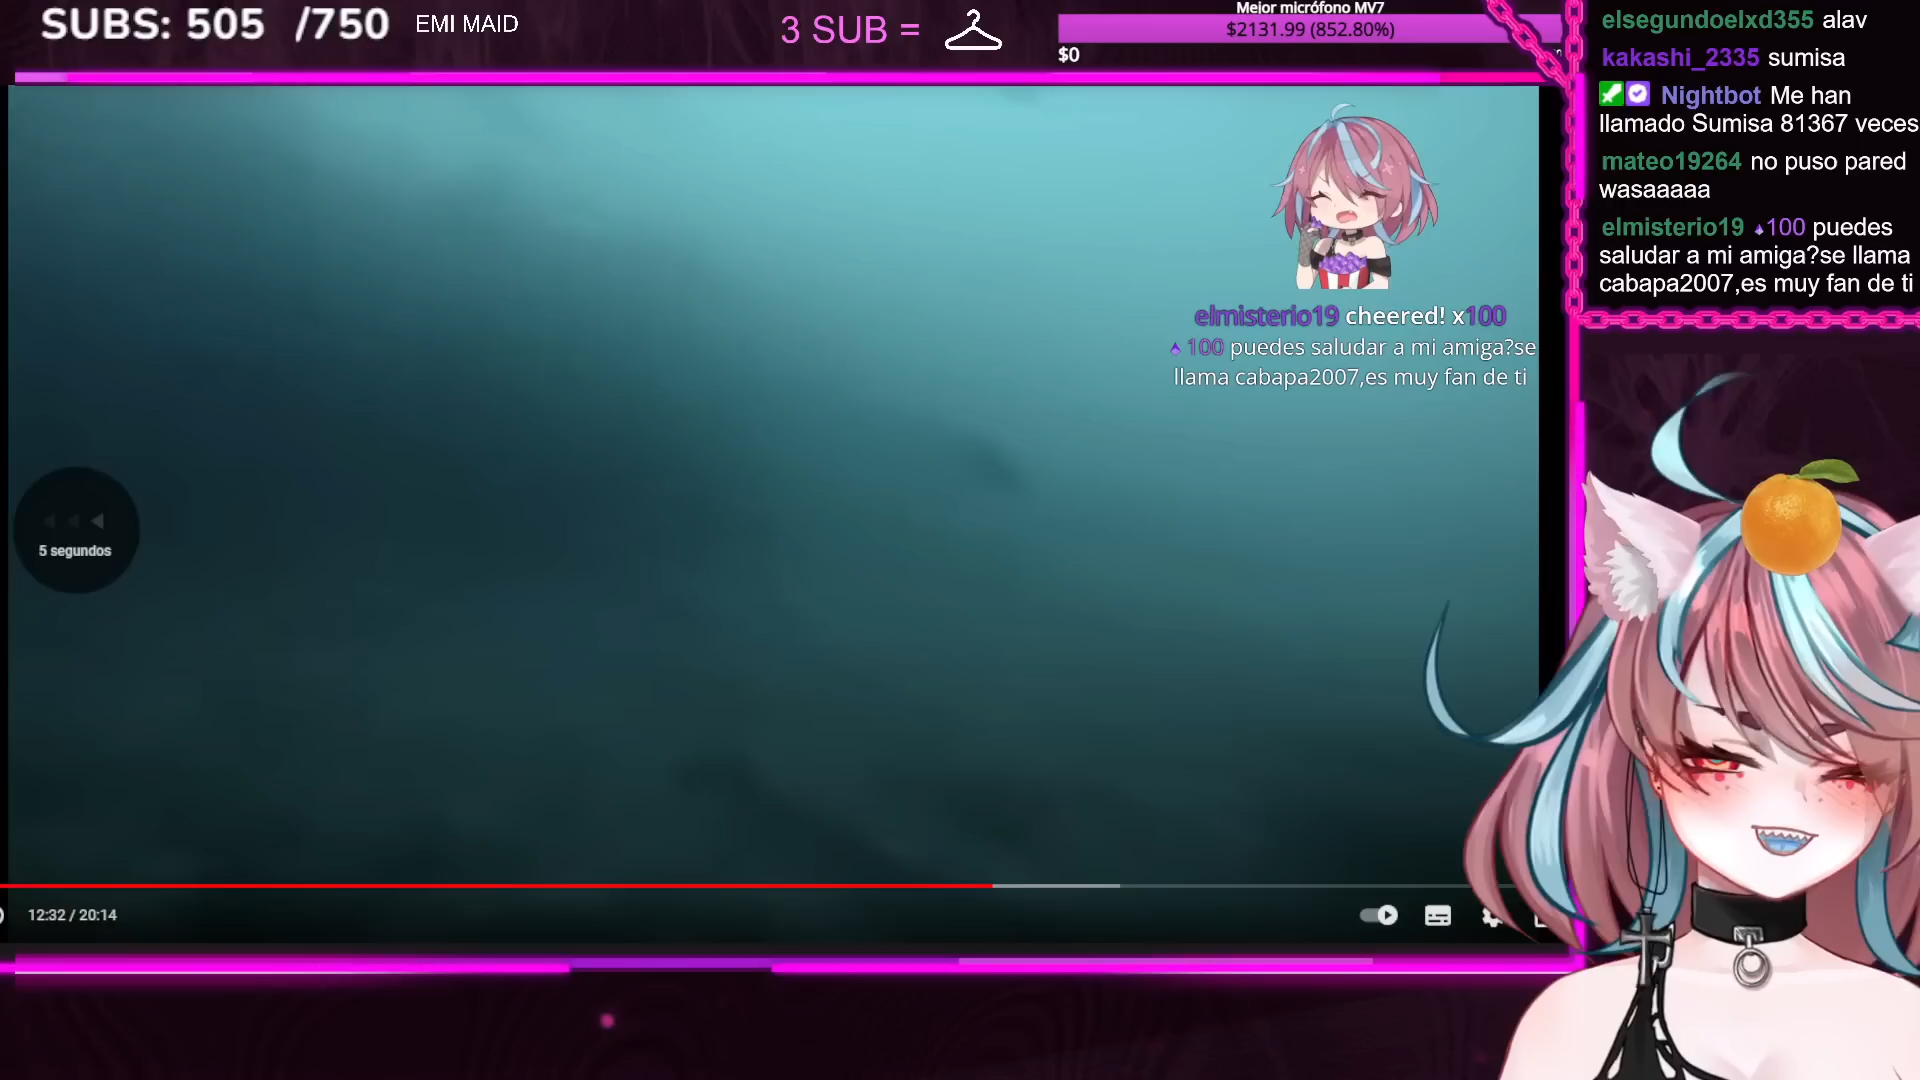 SUBS: 505 /750 EMI MAID
3 SUB =
Mejor micrófono MV7
$2131.99 (852.80%)
$0
elsegundoelxd355 alav
kakashi_2335 sumisa
Nightbot Me han
llamado Sumisa 81367 veces
mateo19264 no puso pared
wasaaaaa
elmisterio19 100 puedes
saludar a mi amiga?se llama
cabapa2007,es muy fan de ti
elmisterio19 cheered! x100
100 puedes saludar a mi amiga?se
llama cabapa2007,es muy fan de ti
5 segundos
12:32 / 20:14